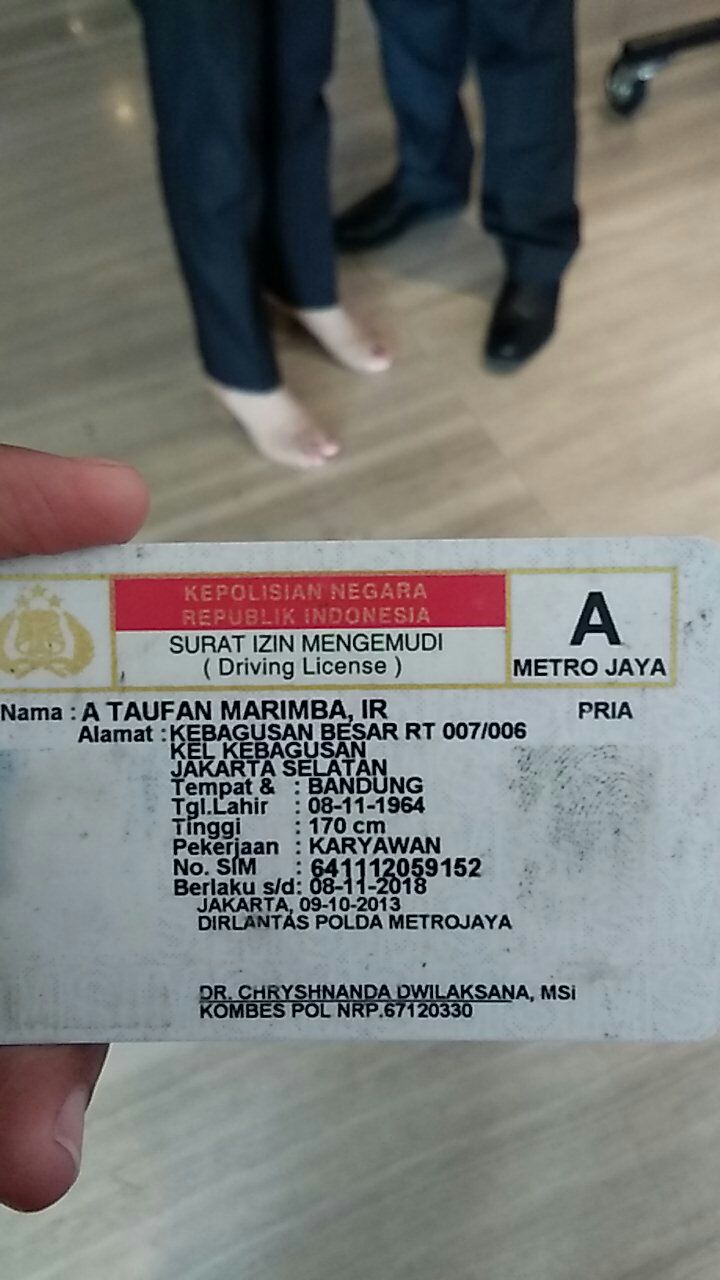 KEPOLISIAN NEGARA
REPUBLIK INDONESIA
SURAT IZIN MENGEMUDI
( Driving License )
A
METRO JAYA
Nama : A TAUFAN MARIMBA, IR
PRIA
Alamat : KEBAGUSAN BESAR RT 007/006
KEL KEBAGUSAN
JAKARTA SELATAN
Tempat & : BANDUNG
Tgl.Lahir : 08-11-1964
Tinggi : 170 cm
Pekerjaan : KARYAWAN
No. SIM : 641112059152
Berlaku s/d: 08-11-2018
JAKARTA, 09-10-2013
DIRLANTAS POLDA METROJAYA
DR. CHRYSHNANDA DWILAKSANA, MSi
KOMBES POL NRP.67120330